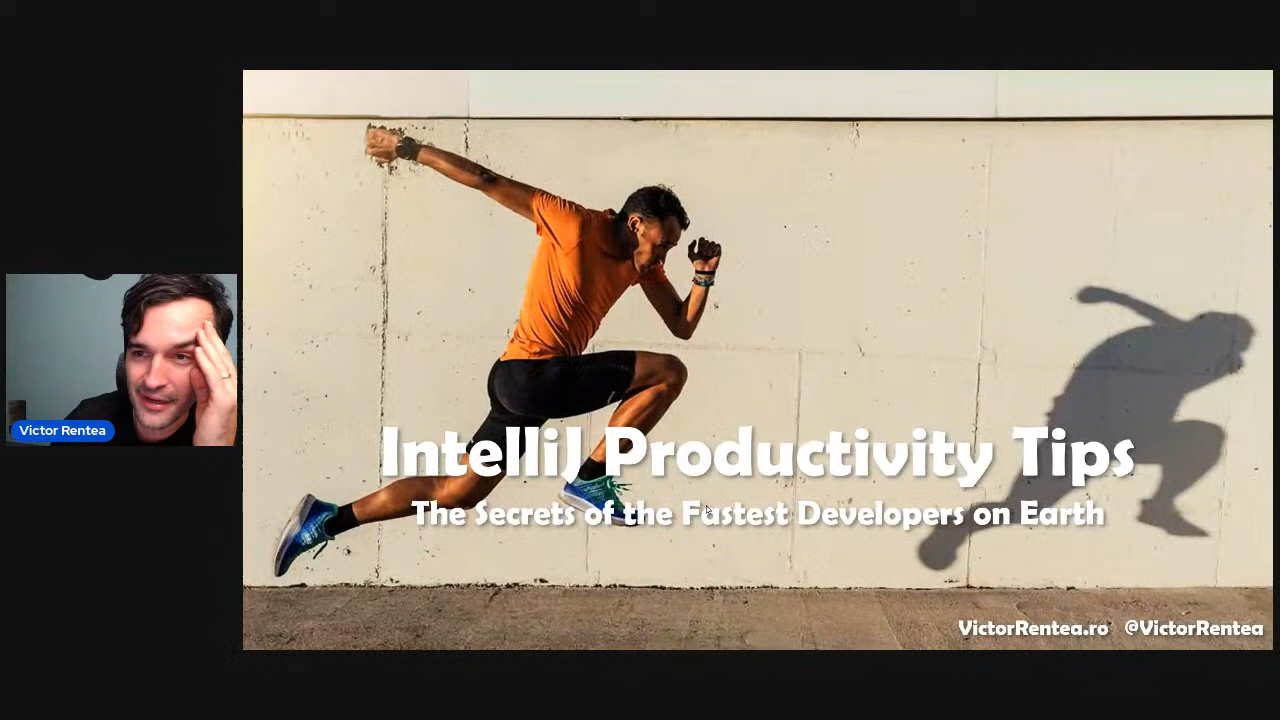 Victor Rentea
IntelliJ Productivity Tips
The Secrets of the Fastest Developers on Earth
VictorRentea.ro @VictorRentea